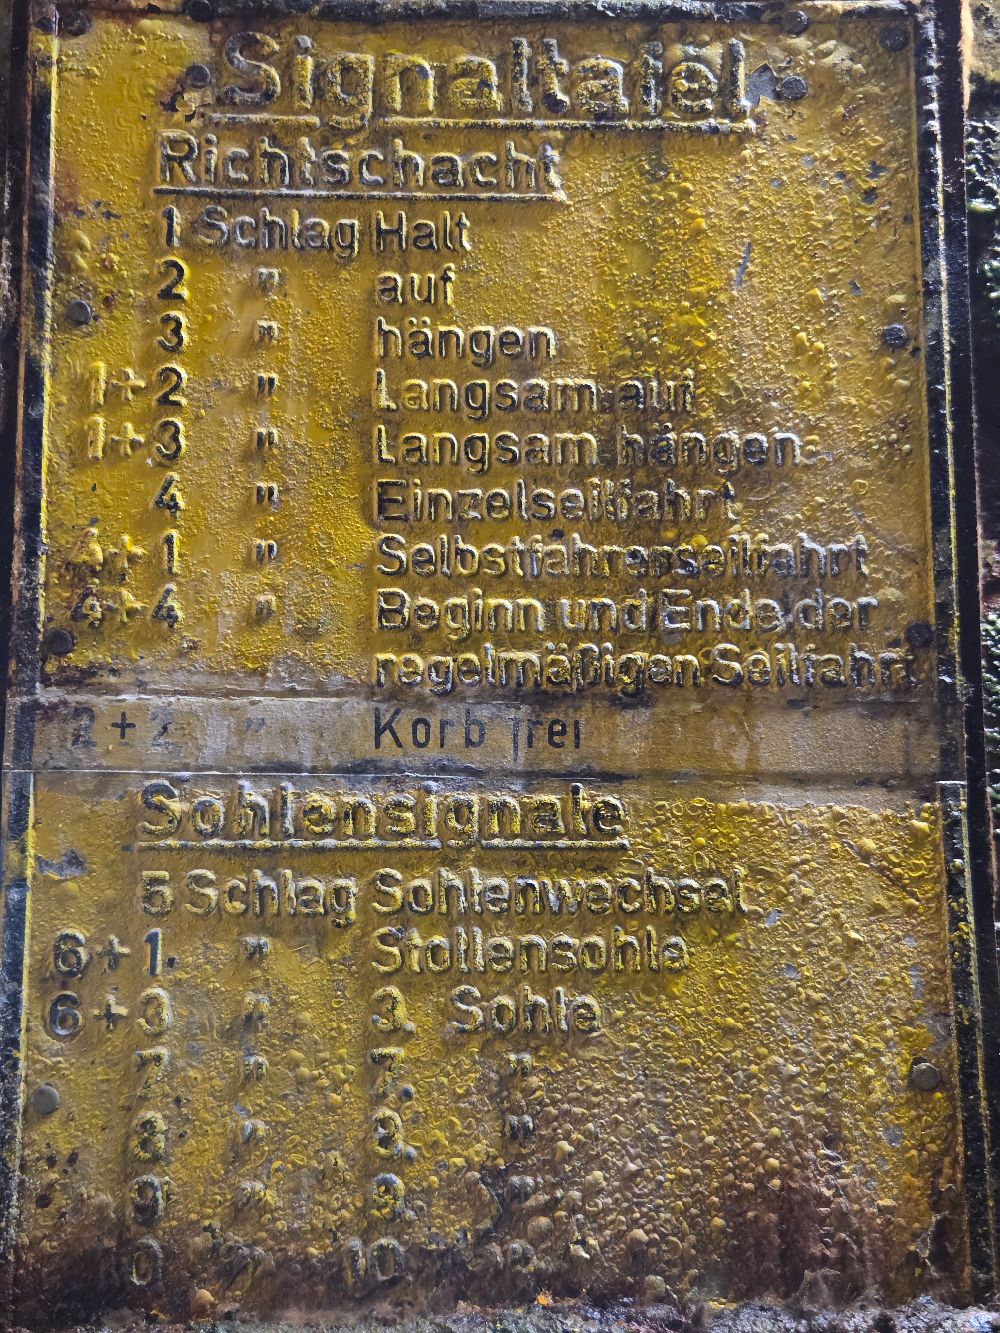 Signaltafel
Richtschacht
1 Schlag Halt
2 " auf
3 " hängen
1+2 " Langsam auf
1+3 " Langsam hängen
4 " Einzelseilfahrt
4+1 " Selbstfahrerseilfahrt
4+4 " Beginn und Ende der
regelmäßigen Seilfahrt
2+2 " Korb frei
Sohlensignale
5 Schlag Sohlenwechsel
6+1 " Stollensohle
6+3 " 3. Sohle
7 " 7. "
8 " 8. "
9 " 9. "
10 " 10. "